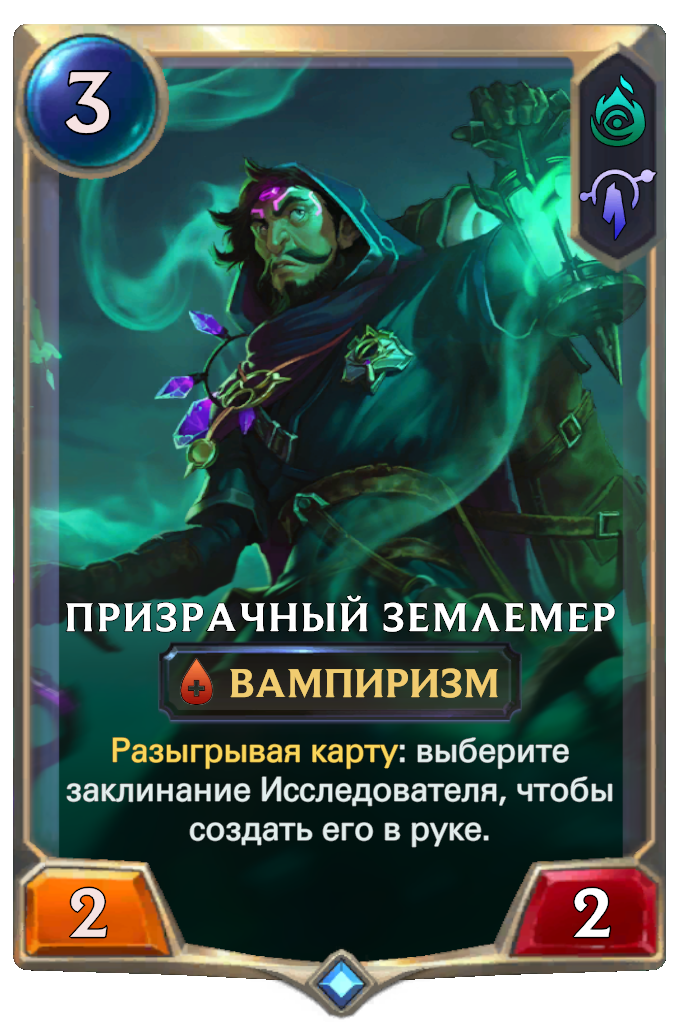 3
ПРИЗРАЧНЫЙ ЗЕМЛЕМЕР
ВАМПИРИЗМ
Разыгрывая карту: выберите
заклинание Исследователя, чтобы
создать его в руке.
2
2